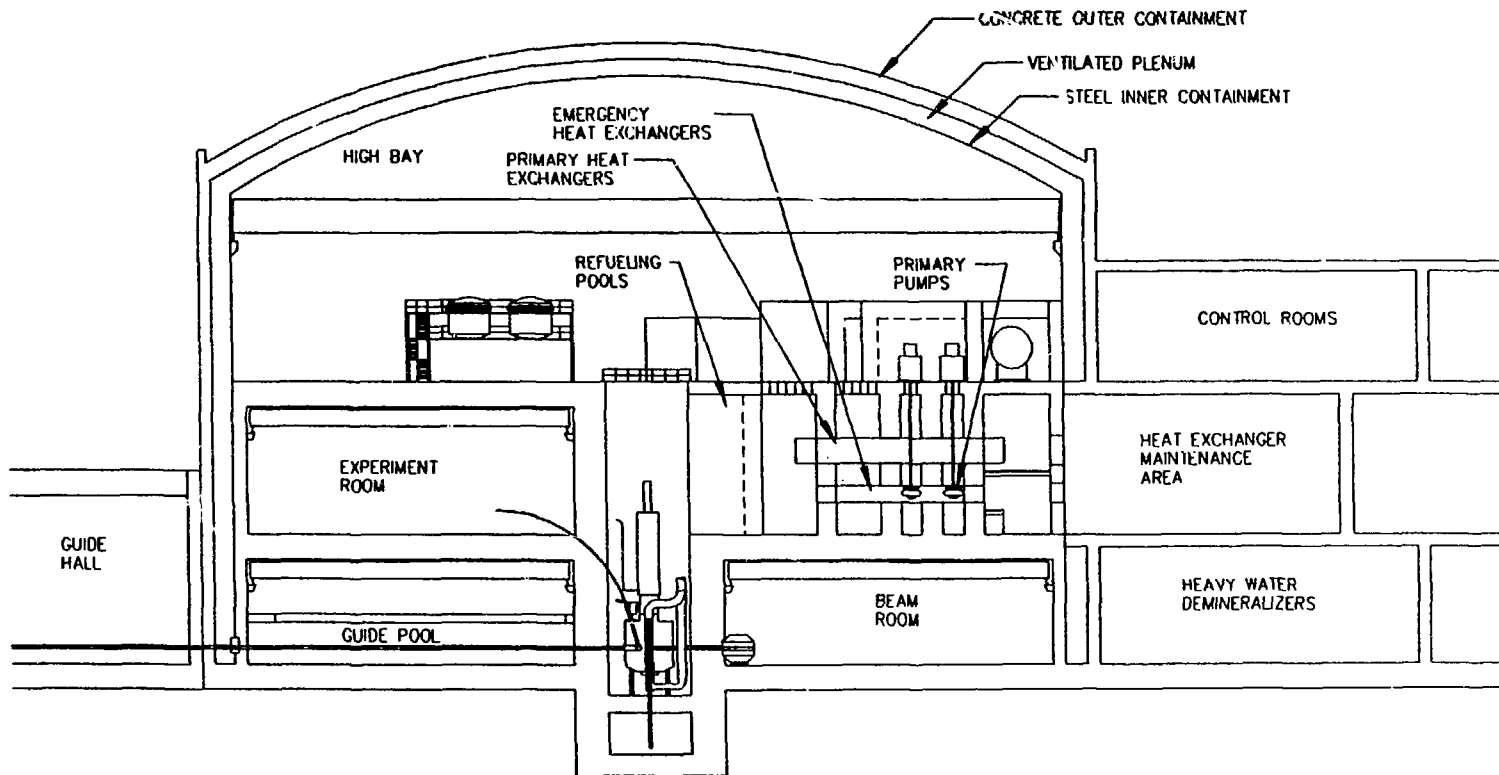 CONCRETE OUTER CONTAINMENT
VENTILATED PLENUM
STEEL INNER CONTAINMENT
EMERGENCY
HEAT EXCHANGERS
HIGH BAY
PRIMARY HEAT
EXCHANGERS
REFUELING
POOLS
PRIMARY
PUMPS
CONTROL ROOMS
EXPERIMENT
ROOM
HEAT EXCHANGER
MAINTENANCE
AREA
GUIDE
HALL
GUIDE POOL
BEAM
ROOM
HEAVY WATER
DEMINERALIZERS